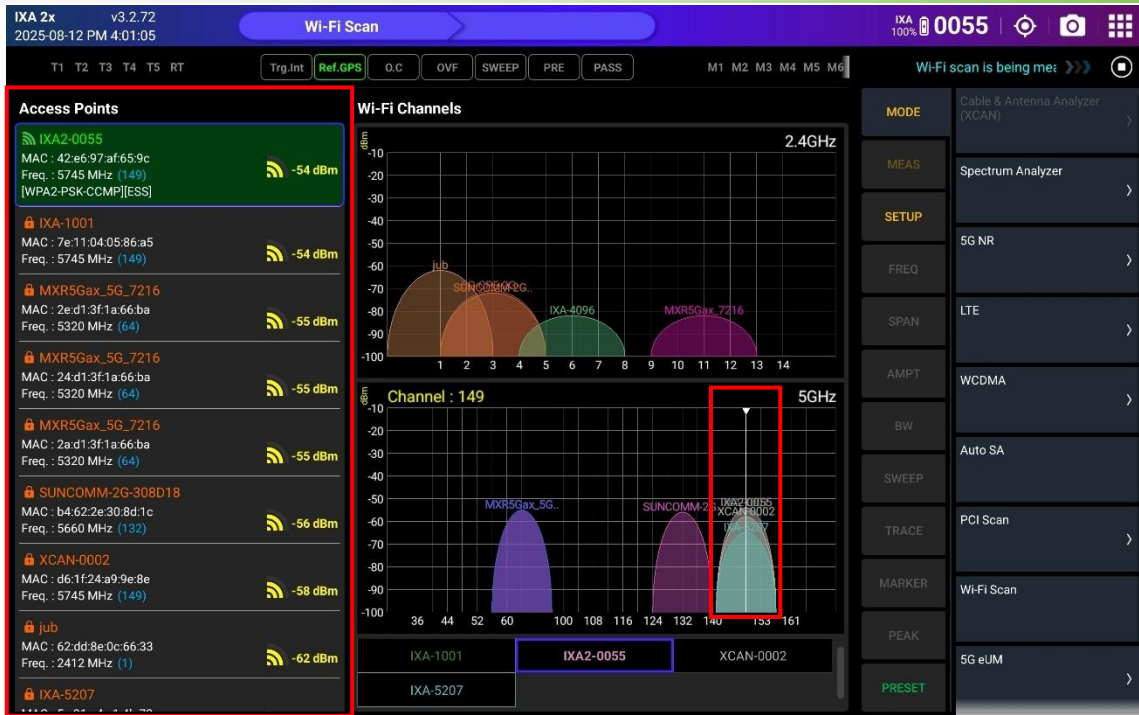 IXA 2x v3.2.72
2025-08-12 PM 4:01:05
Wi-Fi Scan
IXA
100%
0055
T1 T2 T3 T4 T5 RT
Trg.Int Ref.GPS O.C OVF SWEEP PRE PASS
M1 M2 M3 M4 M5 M6
Wi-Fi scan is being mea
Access Points
IXA2-0055
MAC : 42:e6:97:af:65:9c
Freq. : 5745 MHz (149)
[WPA2-PSK-CCMP][ESS]
-54 dBm
IXA-1001
MAC : 7e:11:04:05:86:a5
Freq. : 5745 MHz (149)
-54 dBm
MXR5Gax_5G_7216
MAC : 2e:d1:3f:1a:66:ba
Freq. : 5320 MHz (64)
-55 dBm
MXR5Gax_5G_7216
MAC : 24:d1:3f:1a:66:ba
Freq. : 5320 MHz (64)
-55 dBm
MXR5Gax_5G_7216
MAC : 2a:d1:3f:1a:66:ba
Freq. : 5320 MHz (64)
-55 dBm
SUNCOMM-2G-308D18
MAC : b4:62:2e:30:8d:1c
Freq. : 5660 MHz (132)
-56 dBm
XCAN-0002
MAC : d6:1f:24:a9:9e:8e
Freq. : 5745 MHz (149)
-58 dBm
jub
MAC : 62:dd:8e:0c:66:33
Freq. : 2412 MHz (1)
-62 dBm
IXA-5207
Wi-Fi Channels
dBm
2.4GHz
-10
-20
-30
-40
-50
-60
-70
-80
-90
-100
jub
IXA-4096
MXR5Gax_7216
1 2 3 4 5 6 7 8 9 10 11 12 13 14
dBm
Channel : 149
5GHz
-10
-20
-30
-40
-50
-60
-70
-80
-90
-100
MXR5Gax_5G..
SUNCOMM-2
IXA2-0055
XCAN-0002
IXA-5207
36 44 52 60 100 108 116 124 132 140 153 161
IXA-1001
IXA2-0055
XCAN-0002
IXA-5207
MODE
MEAS
SETUP
FREQ
SPAN
AMPT
BW
SWEEP
TRACE
MARKER
PEAK
PRESET
Cable & Antenna Analyzer
(XCAN)
Spectrum Analyzer
5G NR
LTE
WCDMA
Auto SA
PCI Scan
Wi-Fi Scan
5G eUM